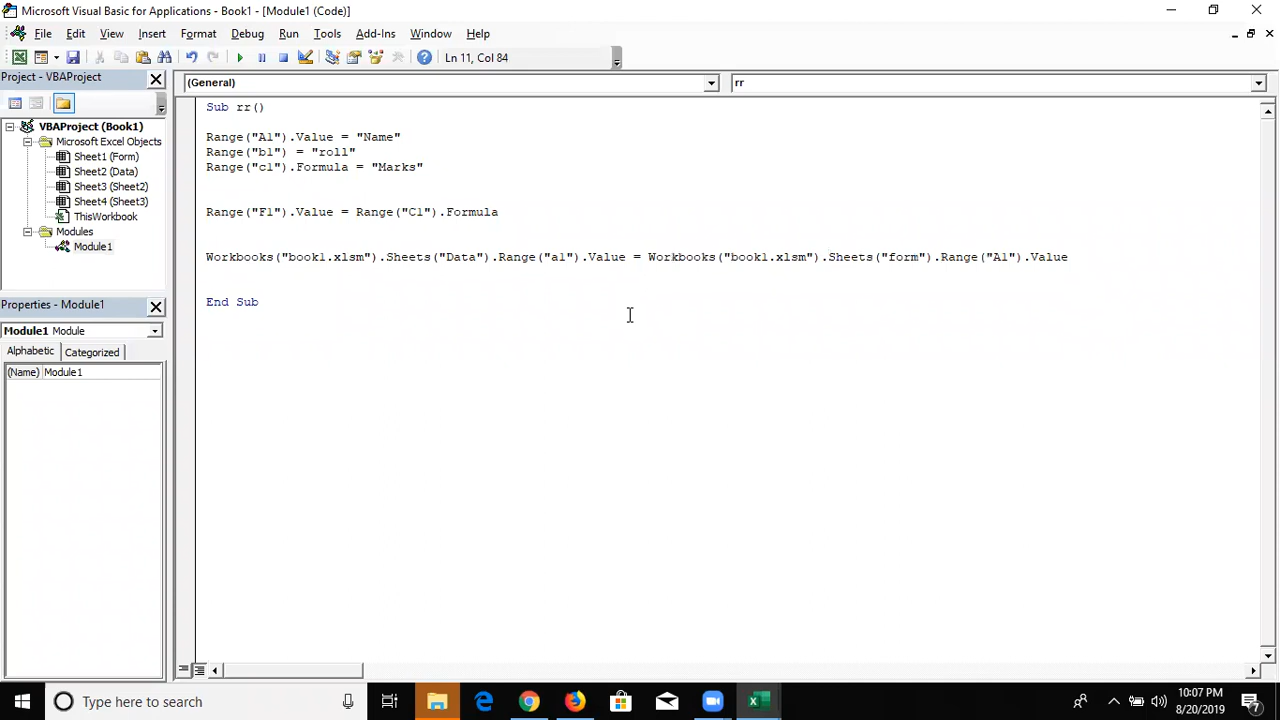 Microsoft Visual Basic for Applications - Book1 - [Module1 (Code)]
File Edit View Insert Format Debug Run Tools Add-Ins Window Help
Ln 11, Col 84
Project - VBAProject
(General)
rr
VBAProject (Book1)
Microsoft Excel Objects
Sheet1 (Form)
Sheet2 (Data)
Sheet3 (Sheet2)
Sheet4 (Sheet3)
ThisWorkbook
Modules
Module1
Properties - Module1
Module1 Module
Alphabetic Categorized
(Name) Module1
Sub rr()
Range("A1").Value = "Name"
Range("b1") = "roll"
Range("c1").Formula = "Marks"
Range("F1").Value = Range("C1").Formula
Workbooks("book1.xlsm").Sheets("Data").Range("a1").Value = Workbooks("book1.xlsm").Sheets("form").Range("A1").Value
End Sub
Type here to search
10:07 PM
8/20/2019
7